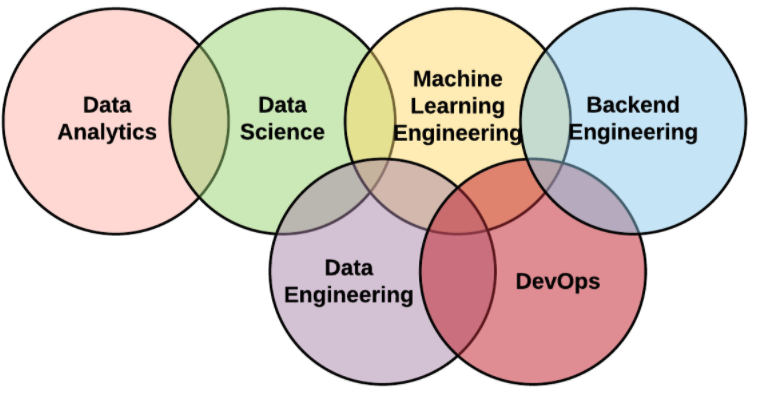 Data
Analytics
Data
Science
Machine
Learning
Engineering
Backend
Engineering
Data
Engineering
DevOps